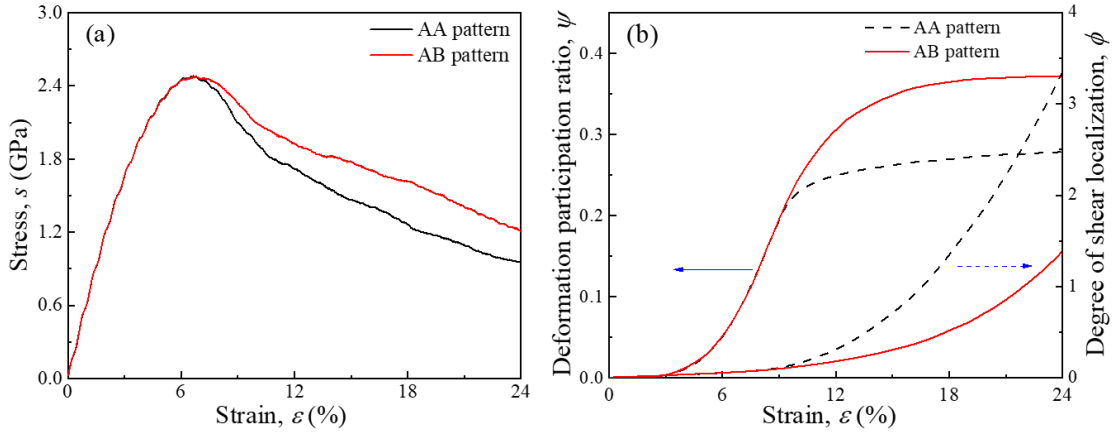 (a)
AA pattern
AB pattern
3.0
2.4
1.8
1.2
0.6
0.0
0 6 12 18 24
Stress, s (GPa)
Strain, ε (%)
(b)
AA pattern
AB pattern
0.4
0.3
0.2
0.1
0.0
4
3
2
1
0
0 6 12 18 24
Deformation participation ratio, ψ
Degree of shear localization, ϕ
Strain, ε (%)